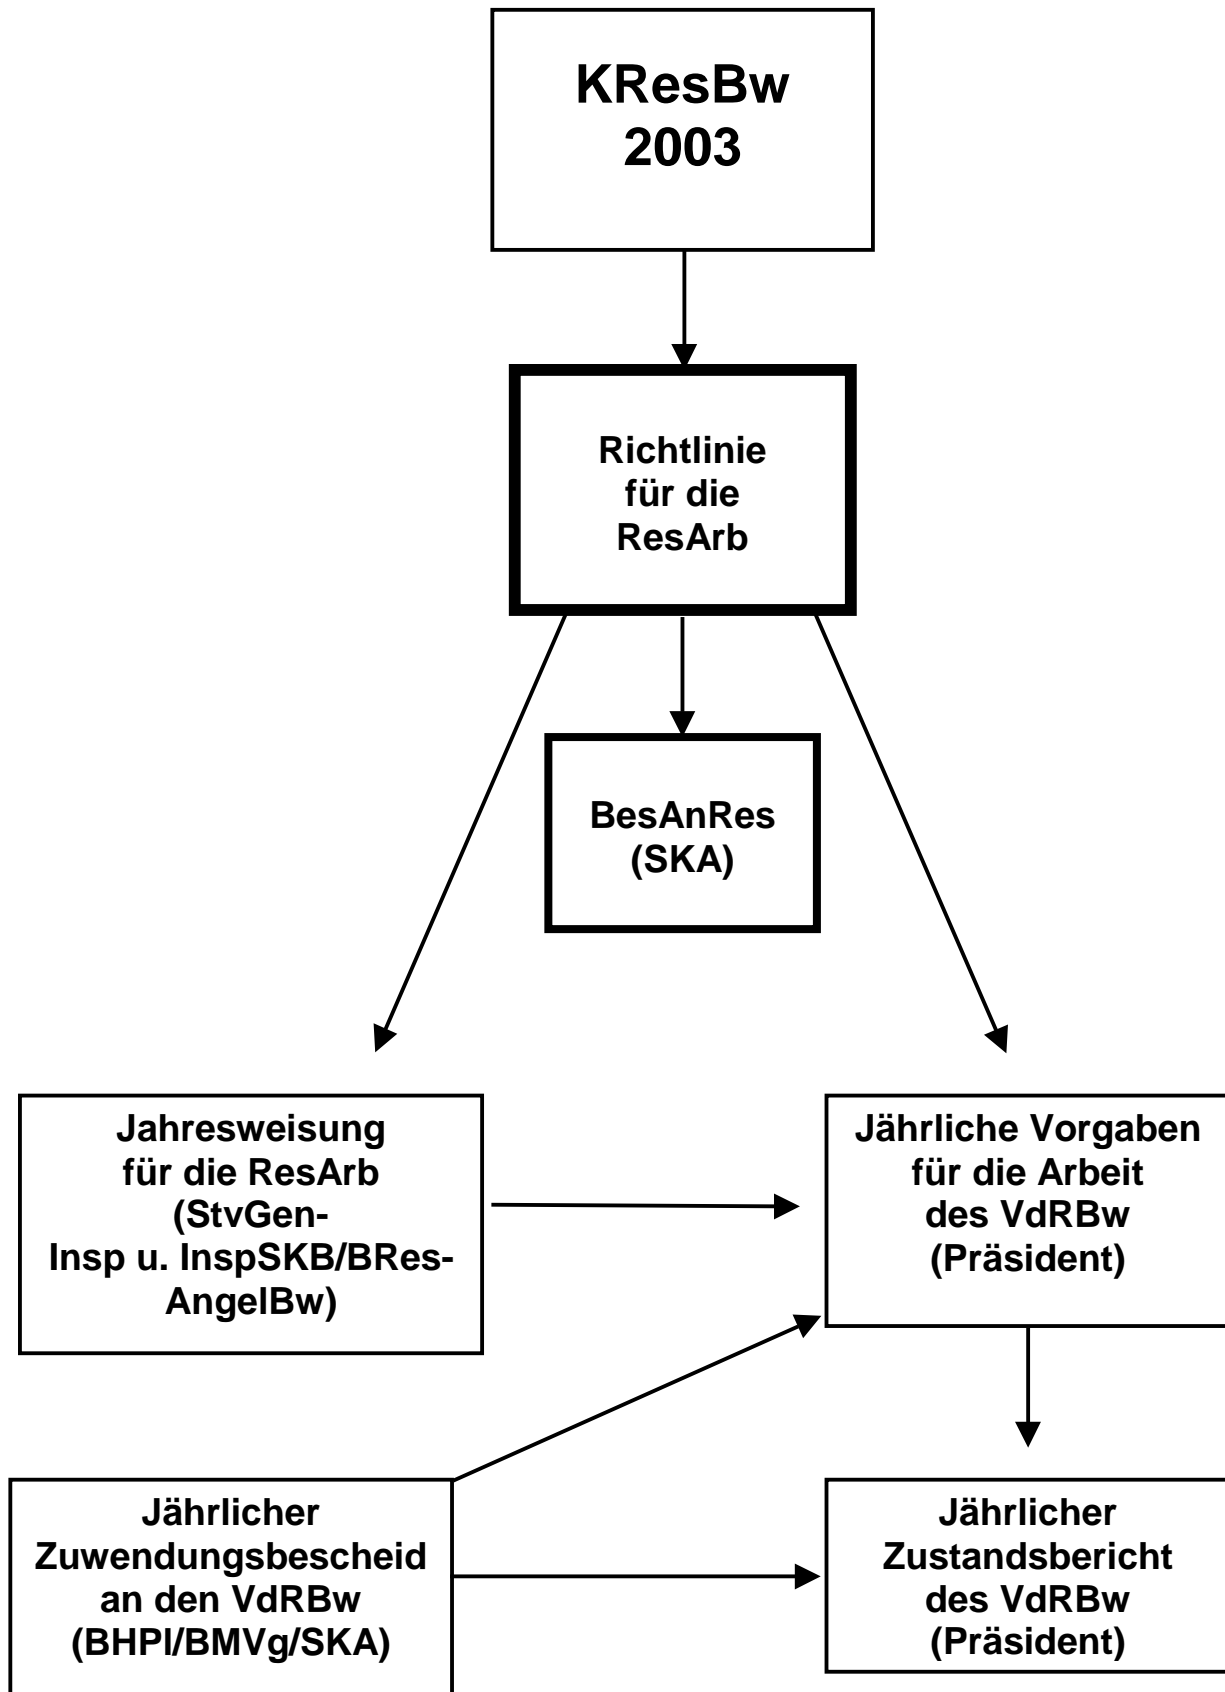 KResBw
2003
Richtlinie
für die
ResArb
BesAnRes
(SKA)
Jahresweisung
für die ResArb
(StvGen-
Insp u. InspSKB/BRes-
AngelBw)
Jährliche Vorgaben
für die Arbeit
des VdRBw
(Präsident)
Jährlicher
Zuwendungsbescheid
an den VdRBw
(BHPl/BMVg/SKA)
Jährlicher
Zustandsbericht
des VdRBw
(Präsident)